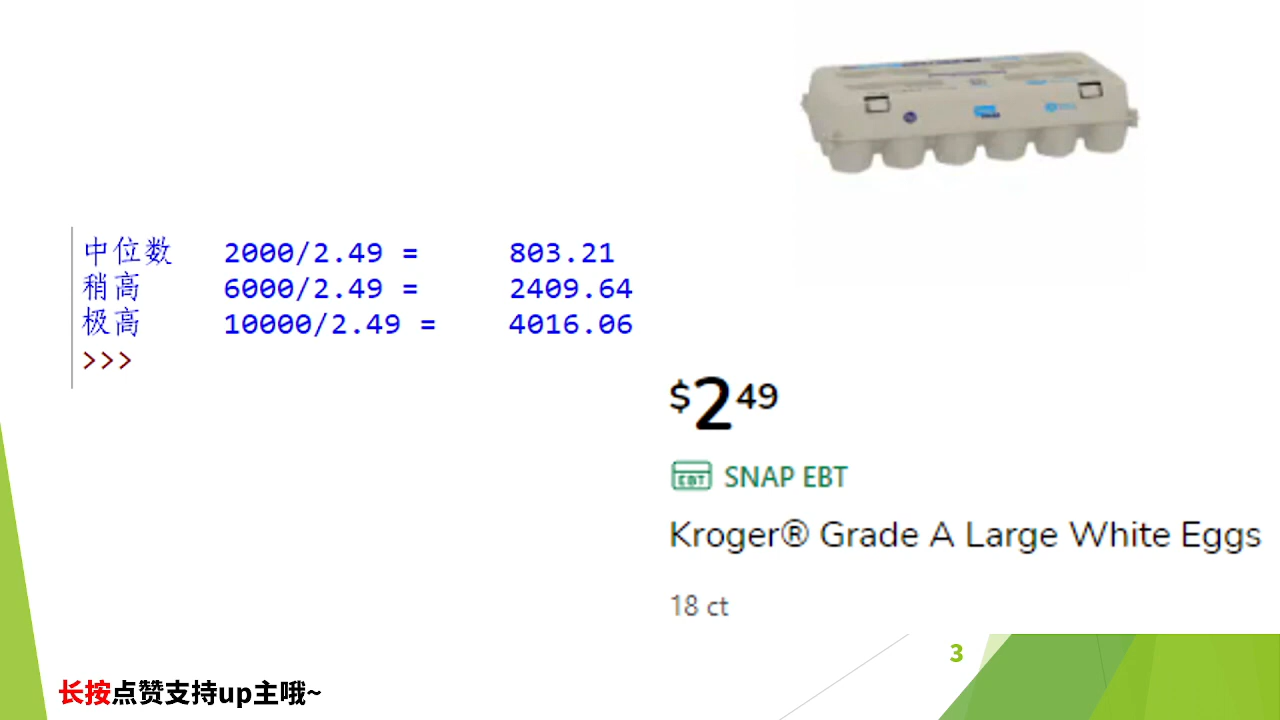 中位数 2000/2.49 = 803.21
稍高 6000/2.49 = 2409.64
极高 10000/2.49 = 4016.06
>>>
$2 49
EBT SNAP EBT
Kroger® Grade A Large White Eggs
18 ct
3
长按点赞支持up主哦~